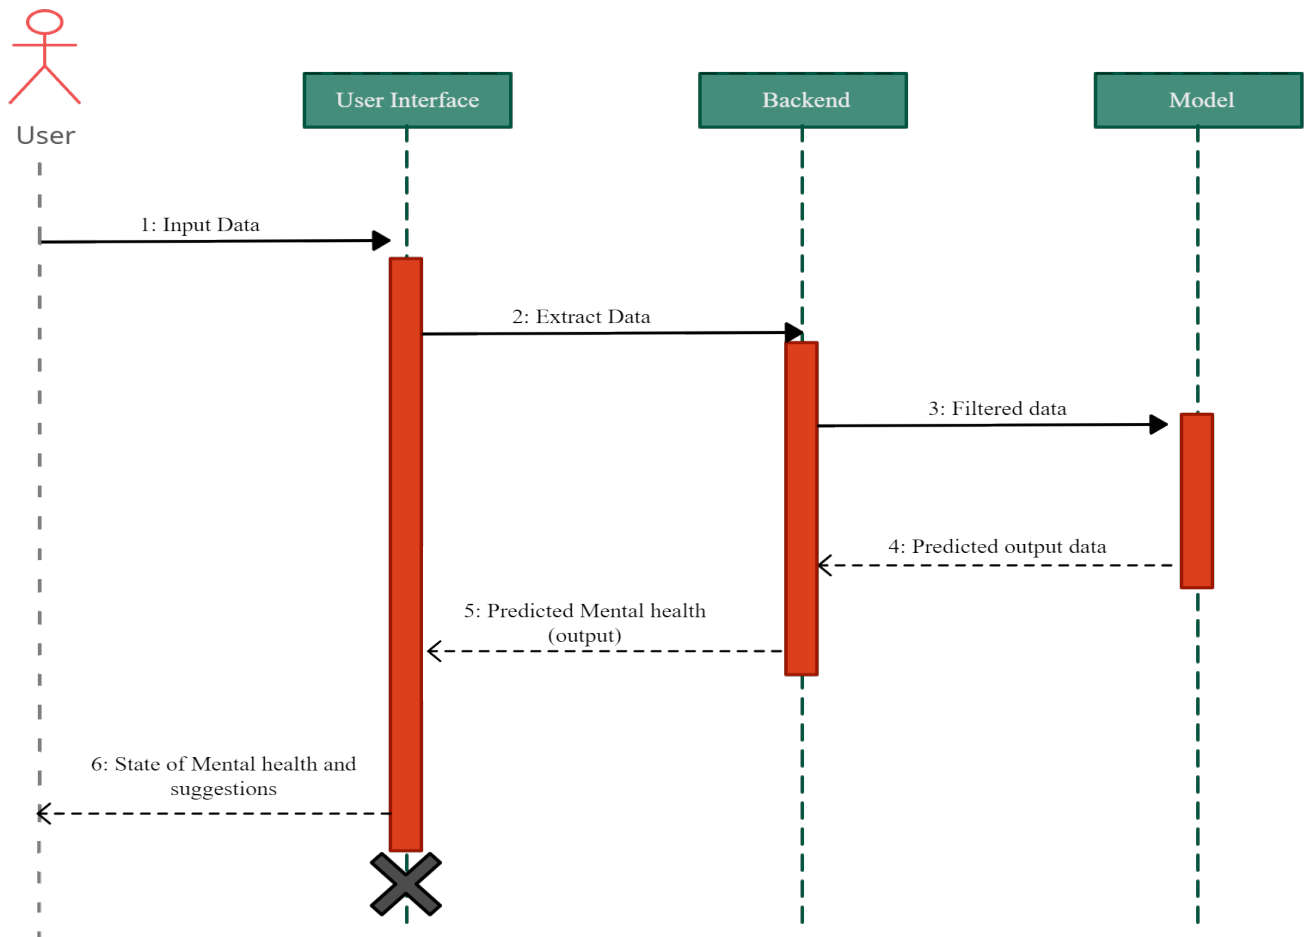 User
User Interface
Backend
Model
1: Input Data
2: Extract Data
3: Filtered data
4: Predicted output data
5: Predicted Mental health
(output)
6: State of Mental health and
suggestions